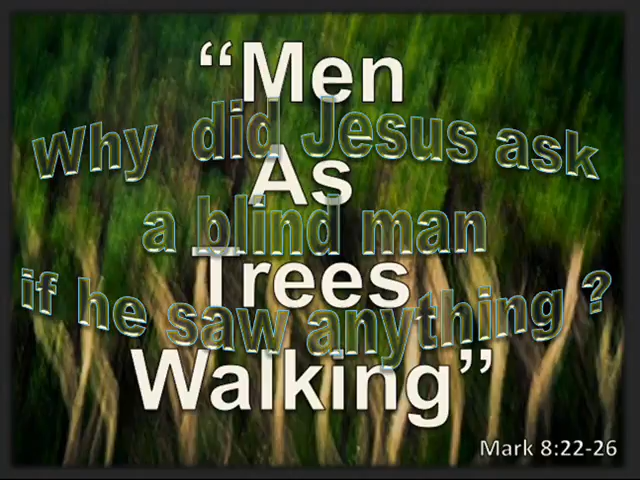 “Men
Why did Jesus ask
As
a blind man
Trees
if he saw anything ?
Walking”
Mark 8:22-26